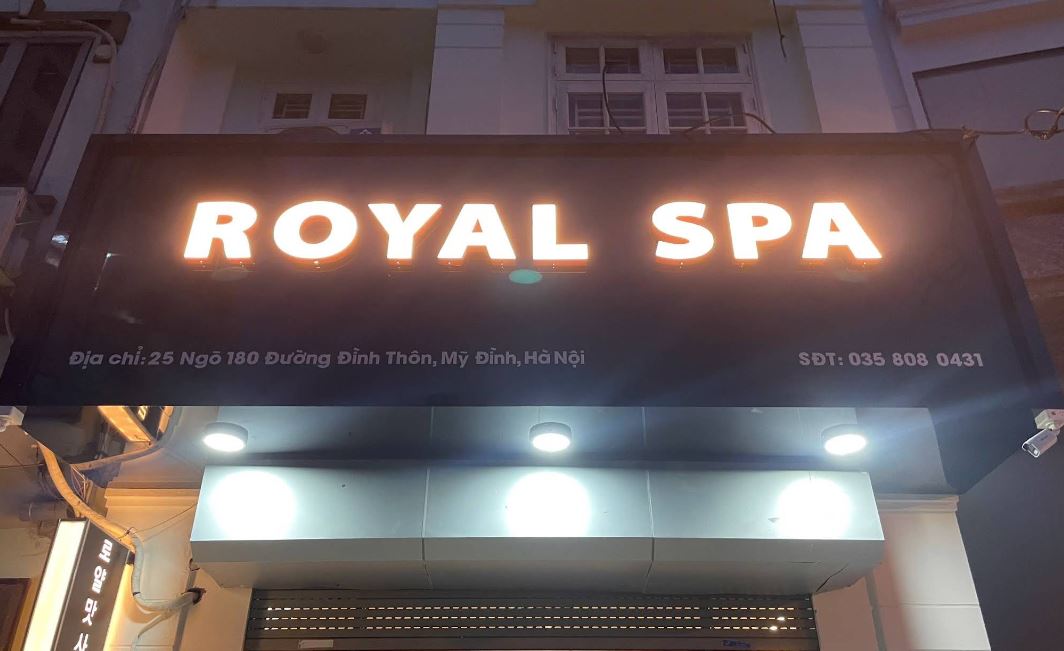 ROYAL SPA
Địa chỉ: 25 Ngõ 180 Đường Đình Thôn, Mỹ Đình, Hà Nội
SĐT: 035 808 0431